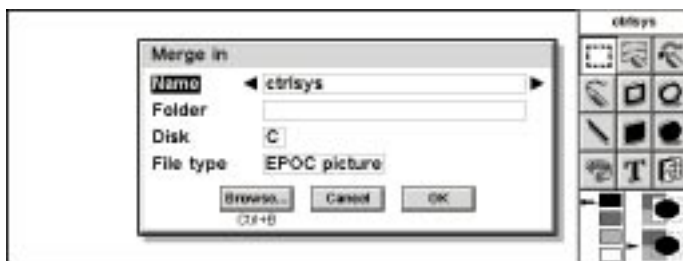 ctrlsys
Merge in
Name ctrlsys
Folder
Disk C
File type EPOC picture
Browse... Cancel OK
Ctrl+B
T